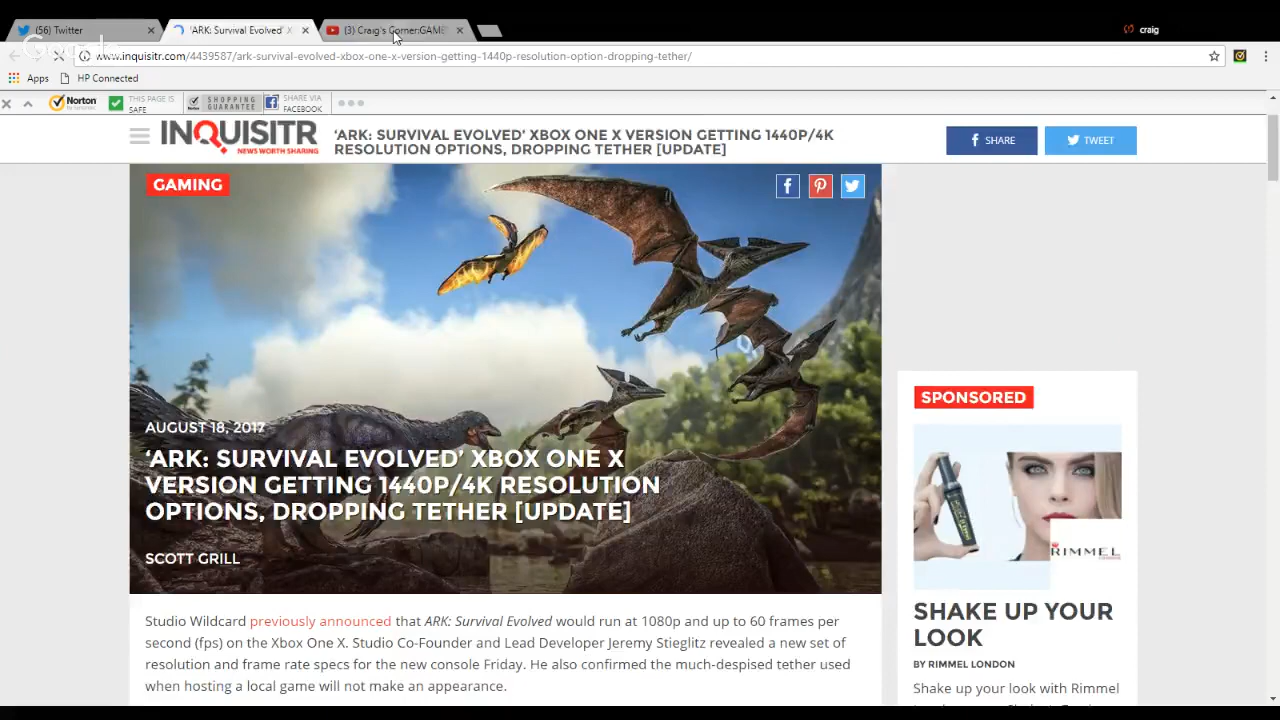 (56) Twitter
'ARK: Survival Evolved' X
(3) Craig's Corner:GAME
craig
Google
www.inquisitr.com/4439587/ark-survival-evolved-xbox-one-x-version-getting-1440p-resolution-option-dropping-tether/
Apps
HP Connected
Norton
THIS PAGE IS
SAFE
SHOPPING
GUARANTEE
SHARE VIA
FACEBOOK
INQUISITR
NEWS WORTH SHARING
'ARK: SURVIVAL EVOLVED' XBOX ONE X VERSION GETTING 1440P/4K
RESOLUTION OPTIONS, DROPPING TETHER [UPDATE]
SHARE
TWEET
GAMING
AUGUST 18, 2017
'ARK: SURVIVAL EVOLVED' XBOX ONE X
VERSION GETTING 1440P/4K RESOLUTION
OPTIONS, DROPPING TETHER [UPDATE]
SCOTT GRILL
Studio Wildcard previously announced that ARK: Survival Evolved would run at 1080p and up to 60 frames per
second (fps) on the Xbox One X. Studio Co-Founder and Lead Developer Jeremy Stieglitz revealed a new set of
resolution and frame rate specs for the new console Friday. He also confirmed the much-despised tether used
when hosting a local game will not make an appearance.
SPONSORED
RIMMEL
SHAKE UP YOUR
LOOK
BY RIMMEL LONDON
Shake up your look with Rimmel